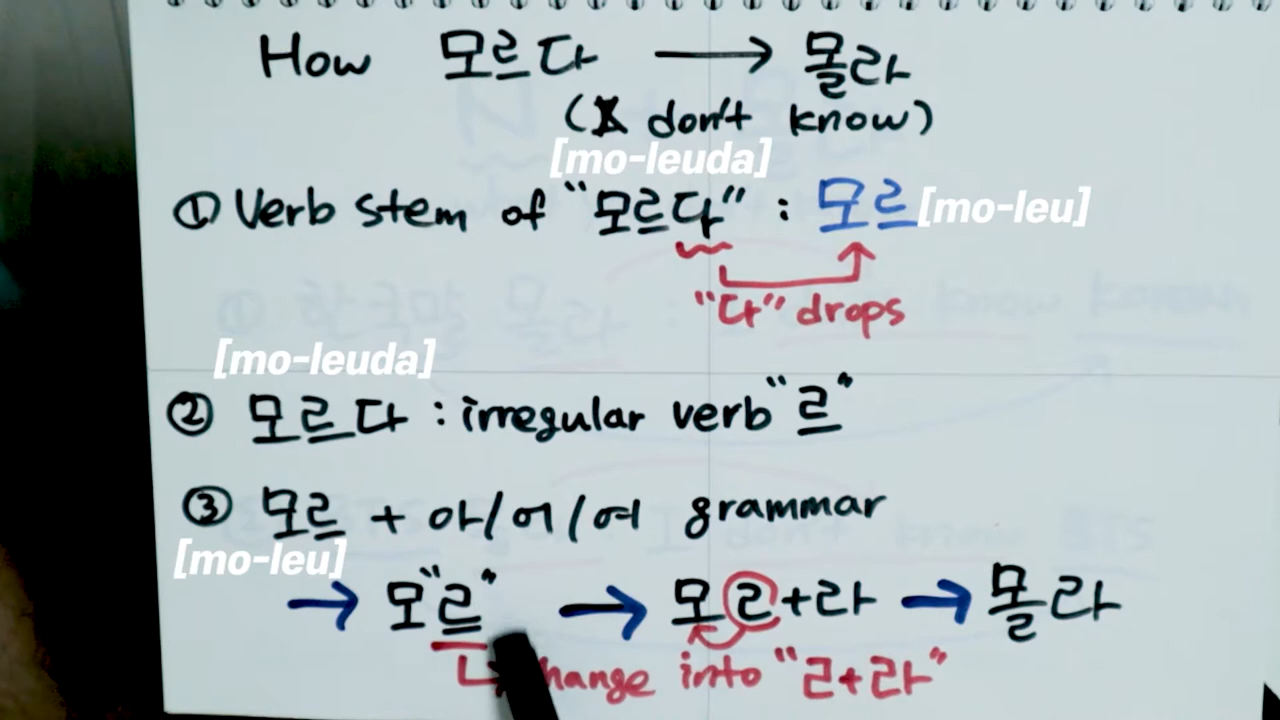 How 모르다 → 몰라
(X don't know)
[mo-leuda]
① Verb stem of "모르다" : 모르 [mo-leu]
"다" drops
[mo-leuda]
② 모르다 : irregular verb "르"
③ 모르 + 아/어/여 grammar
[mo-leu]
→ 모"르" → 모ㄹ+라 → 몰라
hange into "ㄹ+라"